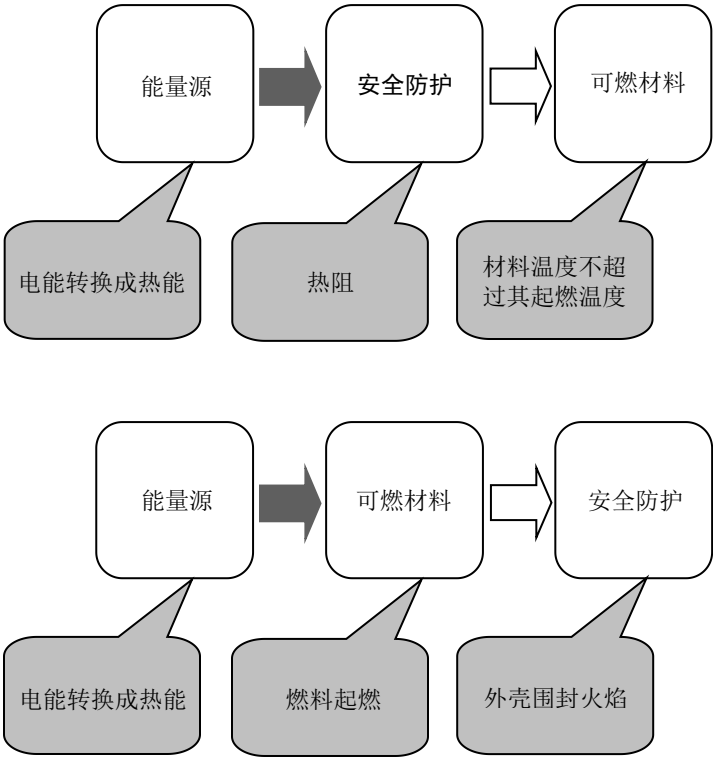 能量源
安全防护
可燃材料
电能转换成热能
热阻
材料温度不超
过其起燃温度
能量源
可燃材料
安全防护
电能转换成热能
燃料起燃
外壳围封火焰